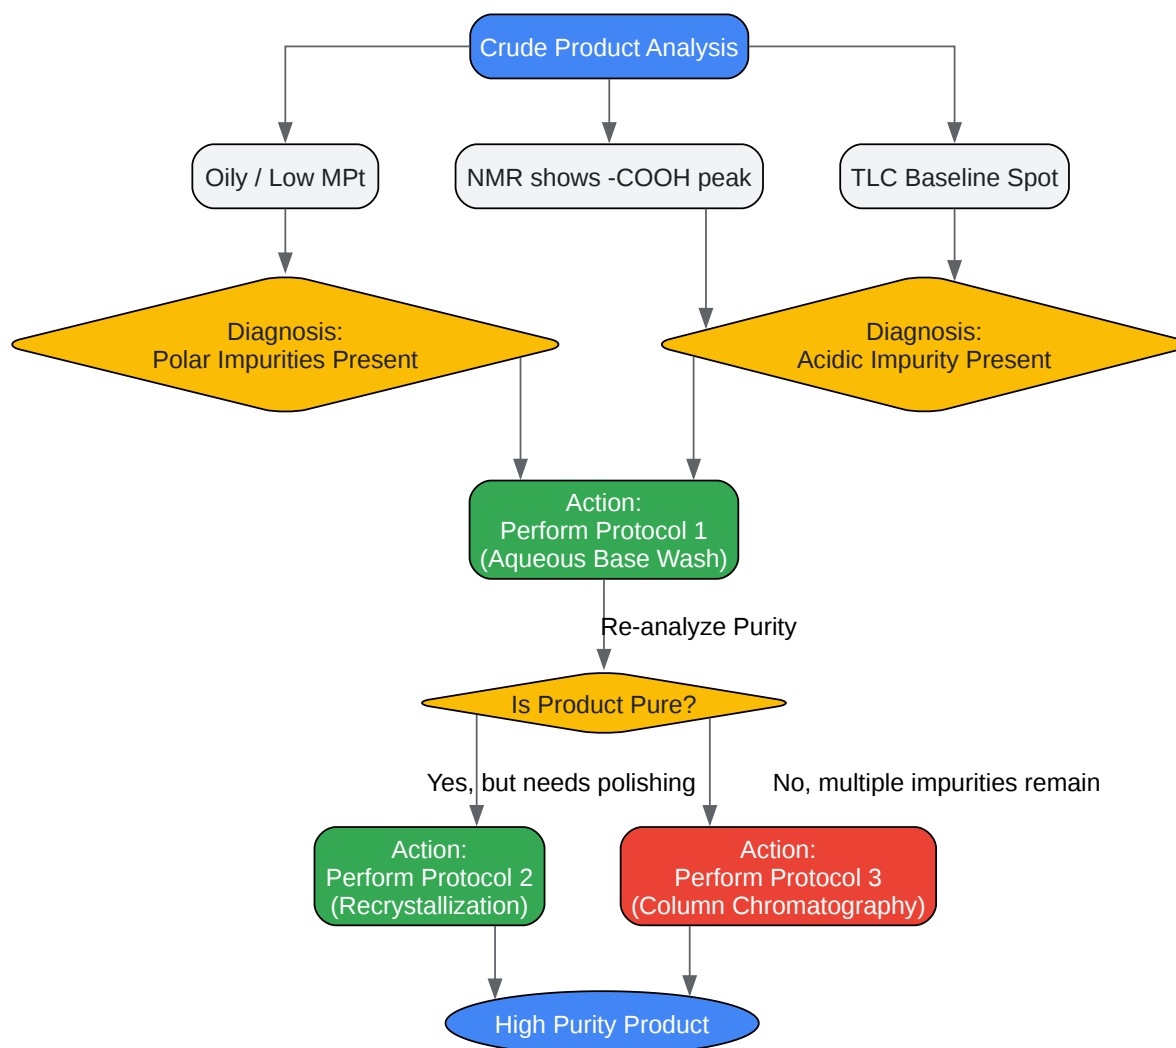 Crude Product Analysis
Oily / Low MPt
NMR shows -COOH peak
TLC Baseline Spot
Diagnosis:
Polar Impurities Present
Diagnosis:
Acidic Impurity Present
Action:
Perform Protocol 1
(Aqueous Base Wash)
Re-analyze Purity
Is Product Pure?
Yes, but needs polishing
No, multiple impurities remain
Action:
Perform Protocol 2
(Recrystallization)
Action:
Perform Protocol 3
(Column Chromatography)
High Purity Product